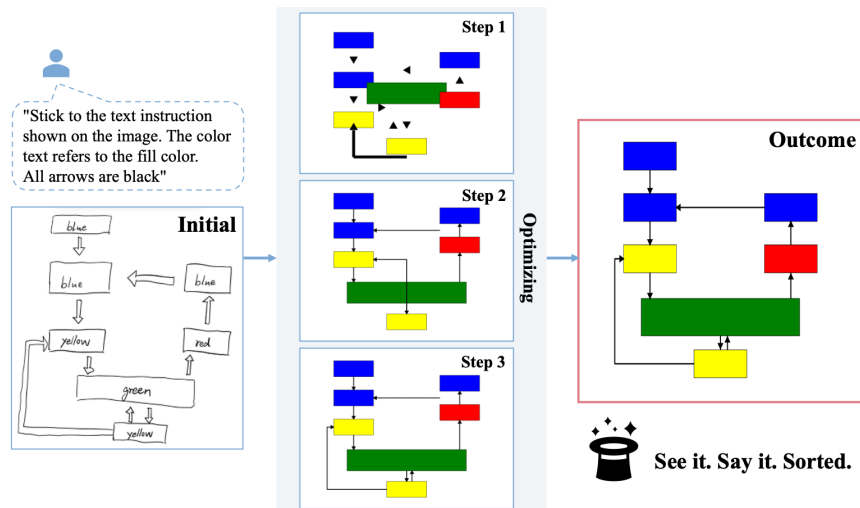 "Stick to the text instruction
shown on the image. The color
text refers to the fill color.
All arrows are black"
Initial
blue
blue
blue
yellow
red
green
yellow
Step 1
Step 2
Step 3
Optimizing
Outcome
See it. Say it. Sorted.